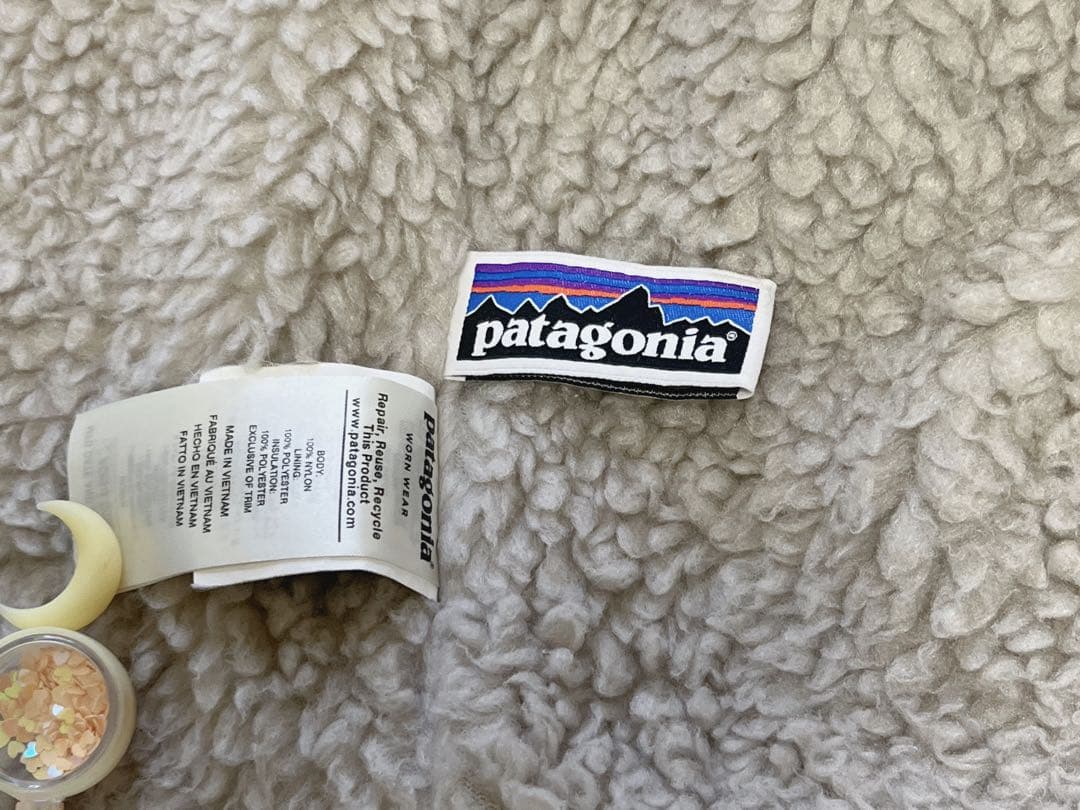 patagonia®
patagonia®
WORN WEAR
Repair, Reuse, Recycle
This Product
www.patagonia.com
BODY:
100% NYLON
LINING:
100% POLYESTER
INSULATION:
100% POLYESTER
EXCLUSIVE OF TRIM
MADE IN VIETNAM
FABRIQUÉ AU VIETNAM
HECHO EN VIETNAM
FATTO IN VIETNAM